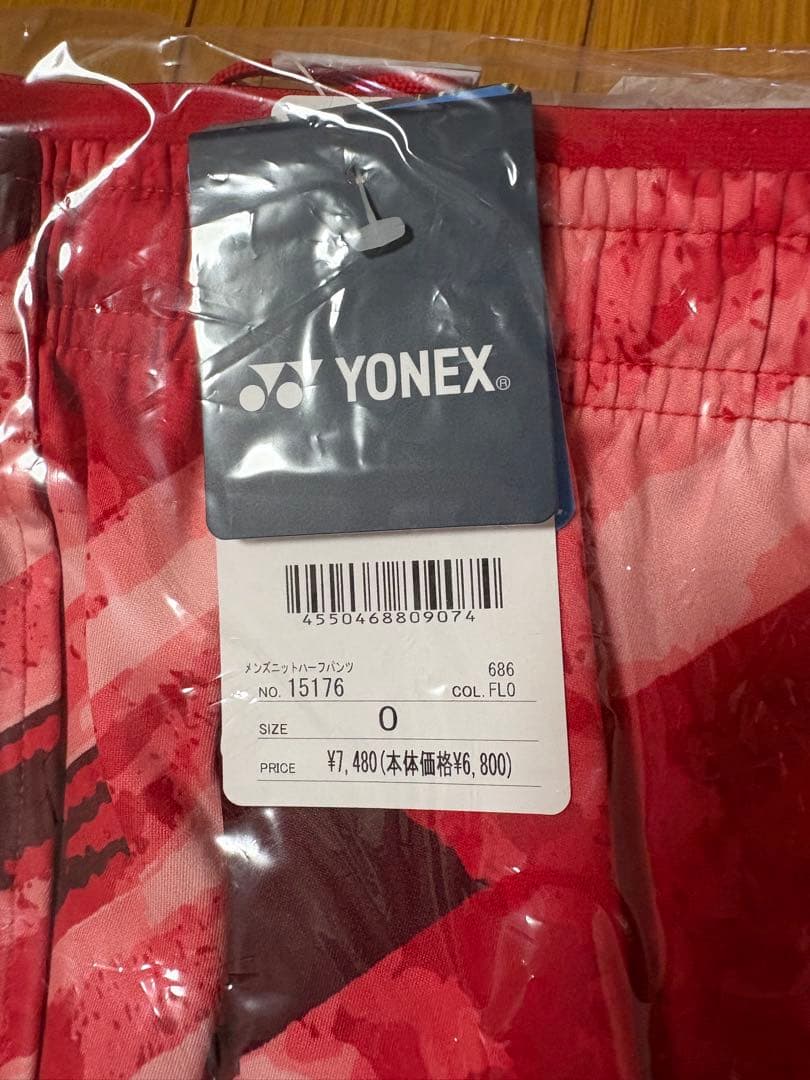 YONEX®
4550468809074
メンズニットハーフパンツ 686
NO. 15176 COL. FLO
SIZE O
PRICE ¥7,480(本体価格¥6,800)